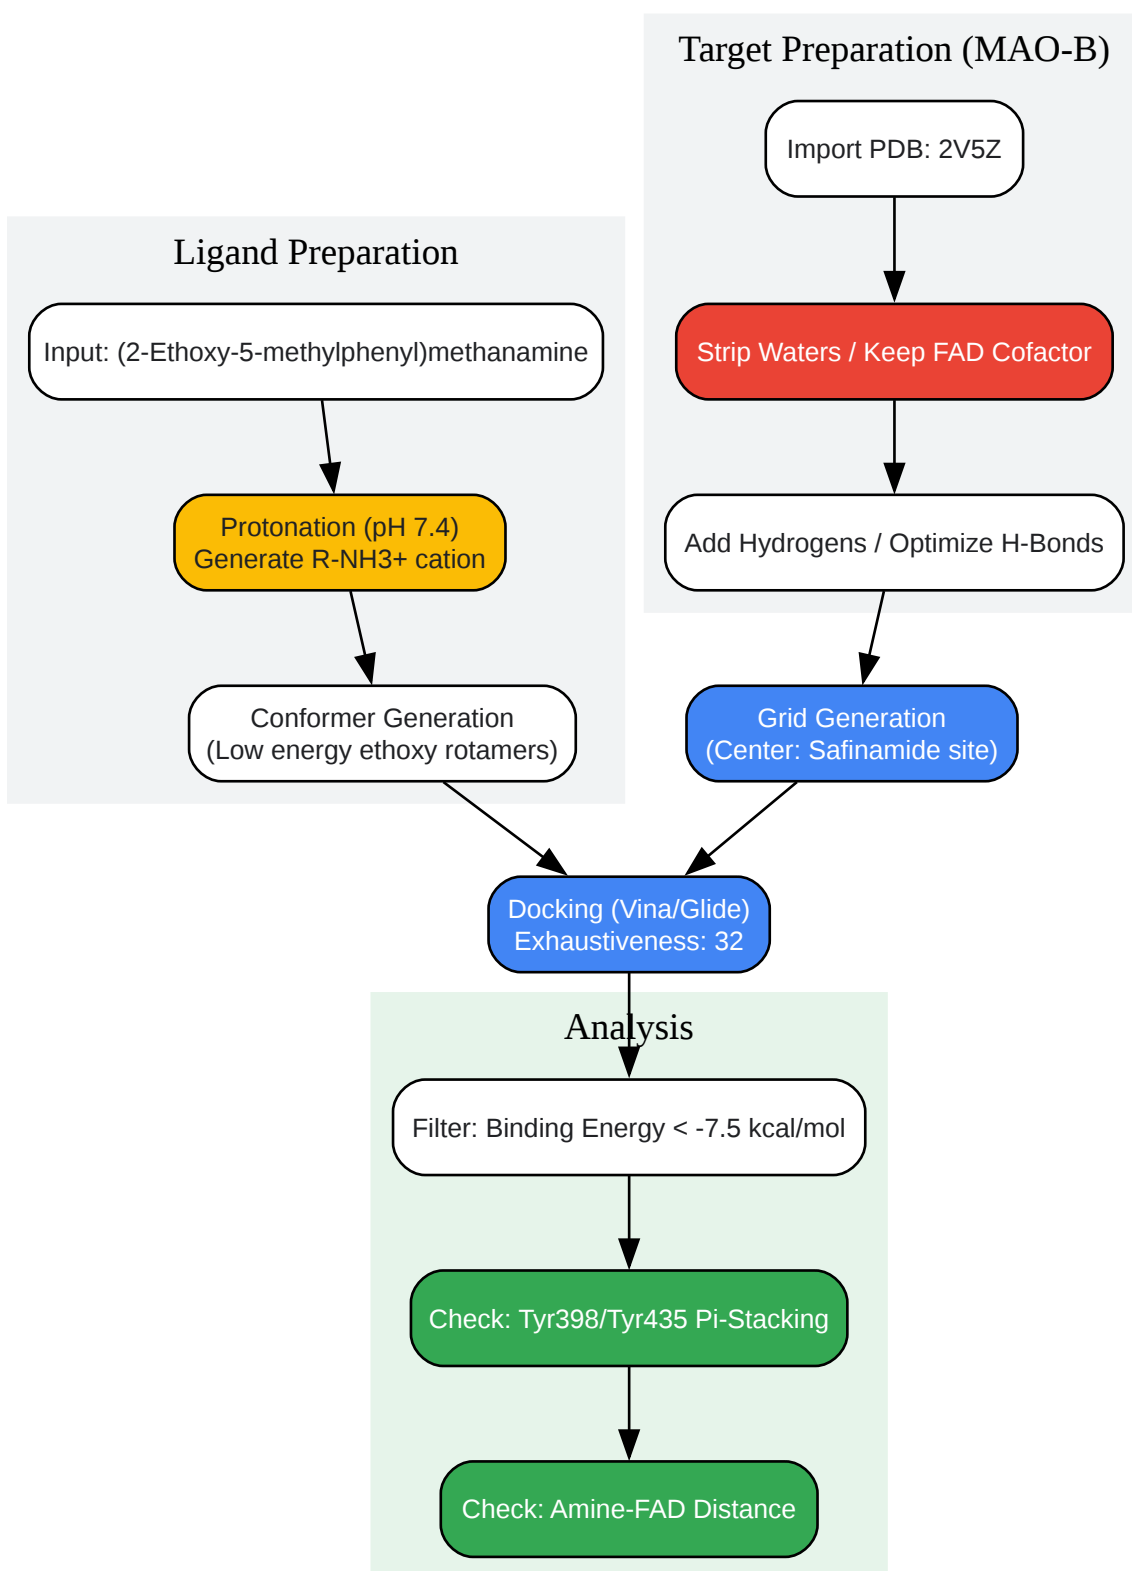 Target Preparation (MAO-B)
Import PDB: 2V5Z
Ligand Preparation
Input: (2-Ethoxy-5-methylphenyl)methanamine
Strip Waters / Keep FAD Cofactor
Protonation (pH 7.4)
Generate R-NH3+ cation
Add Hydrogens / Optimize H-Bonds
Conformer Generation
(Low energy ethoxy rotamers)
Grid Generation
(Center: Safinamide site)
Docking (Vina/Glide)
Exhaustiveness: 32
Analysis
Filter: Binding Energy < -7.5 kcal/mol
Check: Tyr398/Tyr435 Pi-Stacking
Check: Amine-FAD Distance